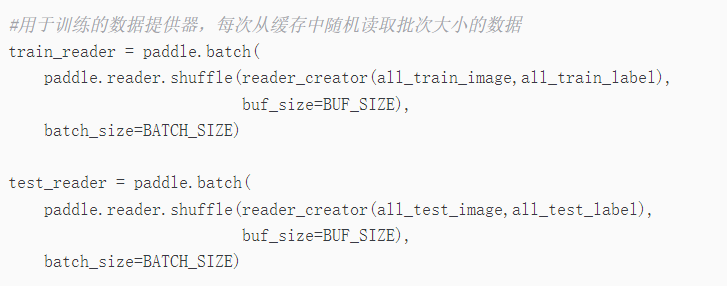 #用于训练的数据提供器，每次从缓存中随机读取批次大小的数据
train_reader = paddle.batch(
    paddle.reader.shuffle(reader_creator(all_train_image,all_train_label),
                          buf_size=BUF_SIZE),
    batch_size=BATCH_SIZE)

test_reader = paddle.batch(
    paddle.reader.shuffle(reader_creator(all_test_image,all_test_label),
                          buf_size=BUF_SIZE),
    batch_size=BATCH_SIZE)